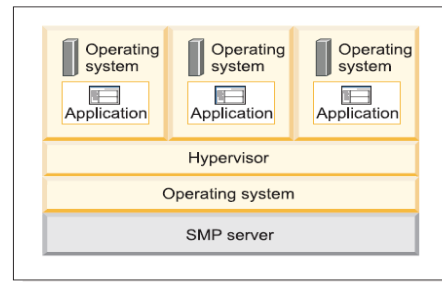 Operating
system
Application
Operating
system
Application
Operating
system
Application
Hypervisor
Operating system
SMP server